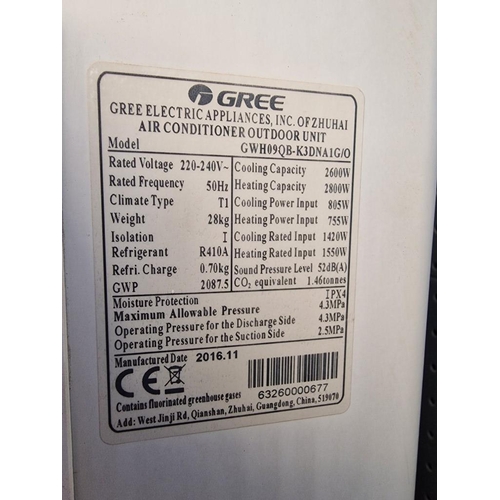 GREE
GREE ELECTRIC APPLIANCES, INC. OF ZHUHAI
AIR CONDITIONER OUTDOOR UNIT
Model GWH09QB-K3DNA1G/O
Rated Voltage 220-240V~ Cooling Capacity 2600W
Rated Frequency 50Hz Heating Capacity 2800W
Climate Type T1 Cooling Power Input 805W
Weight 28kg Heating Power Input 755W
Isolation I Cooling Rated Input 1420W
Refrigerant R410A Heating Rated Input 1550W
Refri. Charge 0.70kg Sound Pressure Level 52dB(A)
GWP 2087.5 CO₂ equivalent 1.46tonnes
Moisture Protection IPX4
Maximum Allowable Pressure 4.3MPa
Operating Pressure for the Discharge Side 4.3MPa
Operating Pressure for the Suction Side 2.5MPa
Manufactured Date 2016.11
CE
63260000677
Contains fluorinated greenhouse gases
Add: West Jinji Rd, Qianshan, Zhuhai, Guangdong, China, 519070